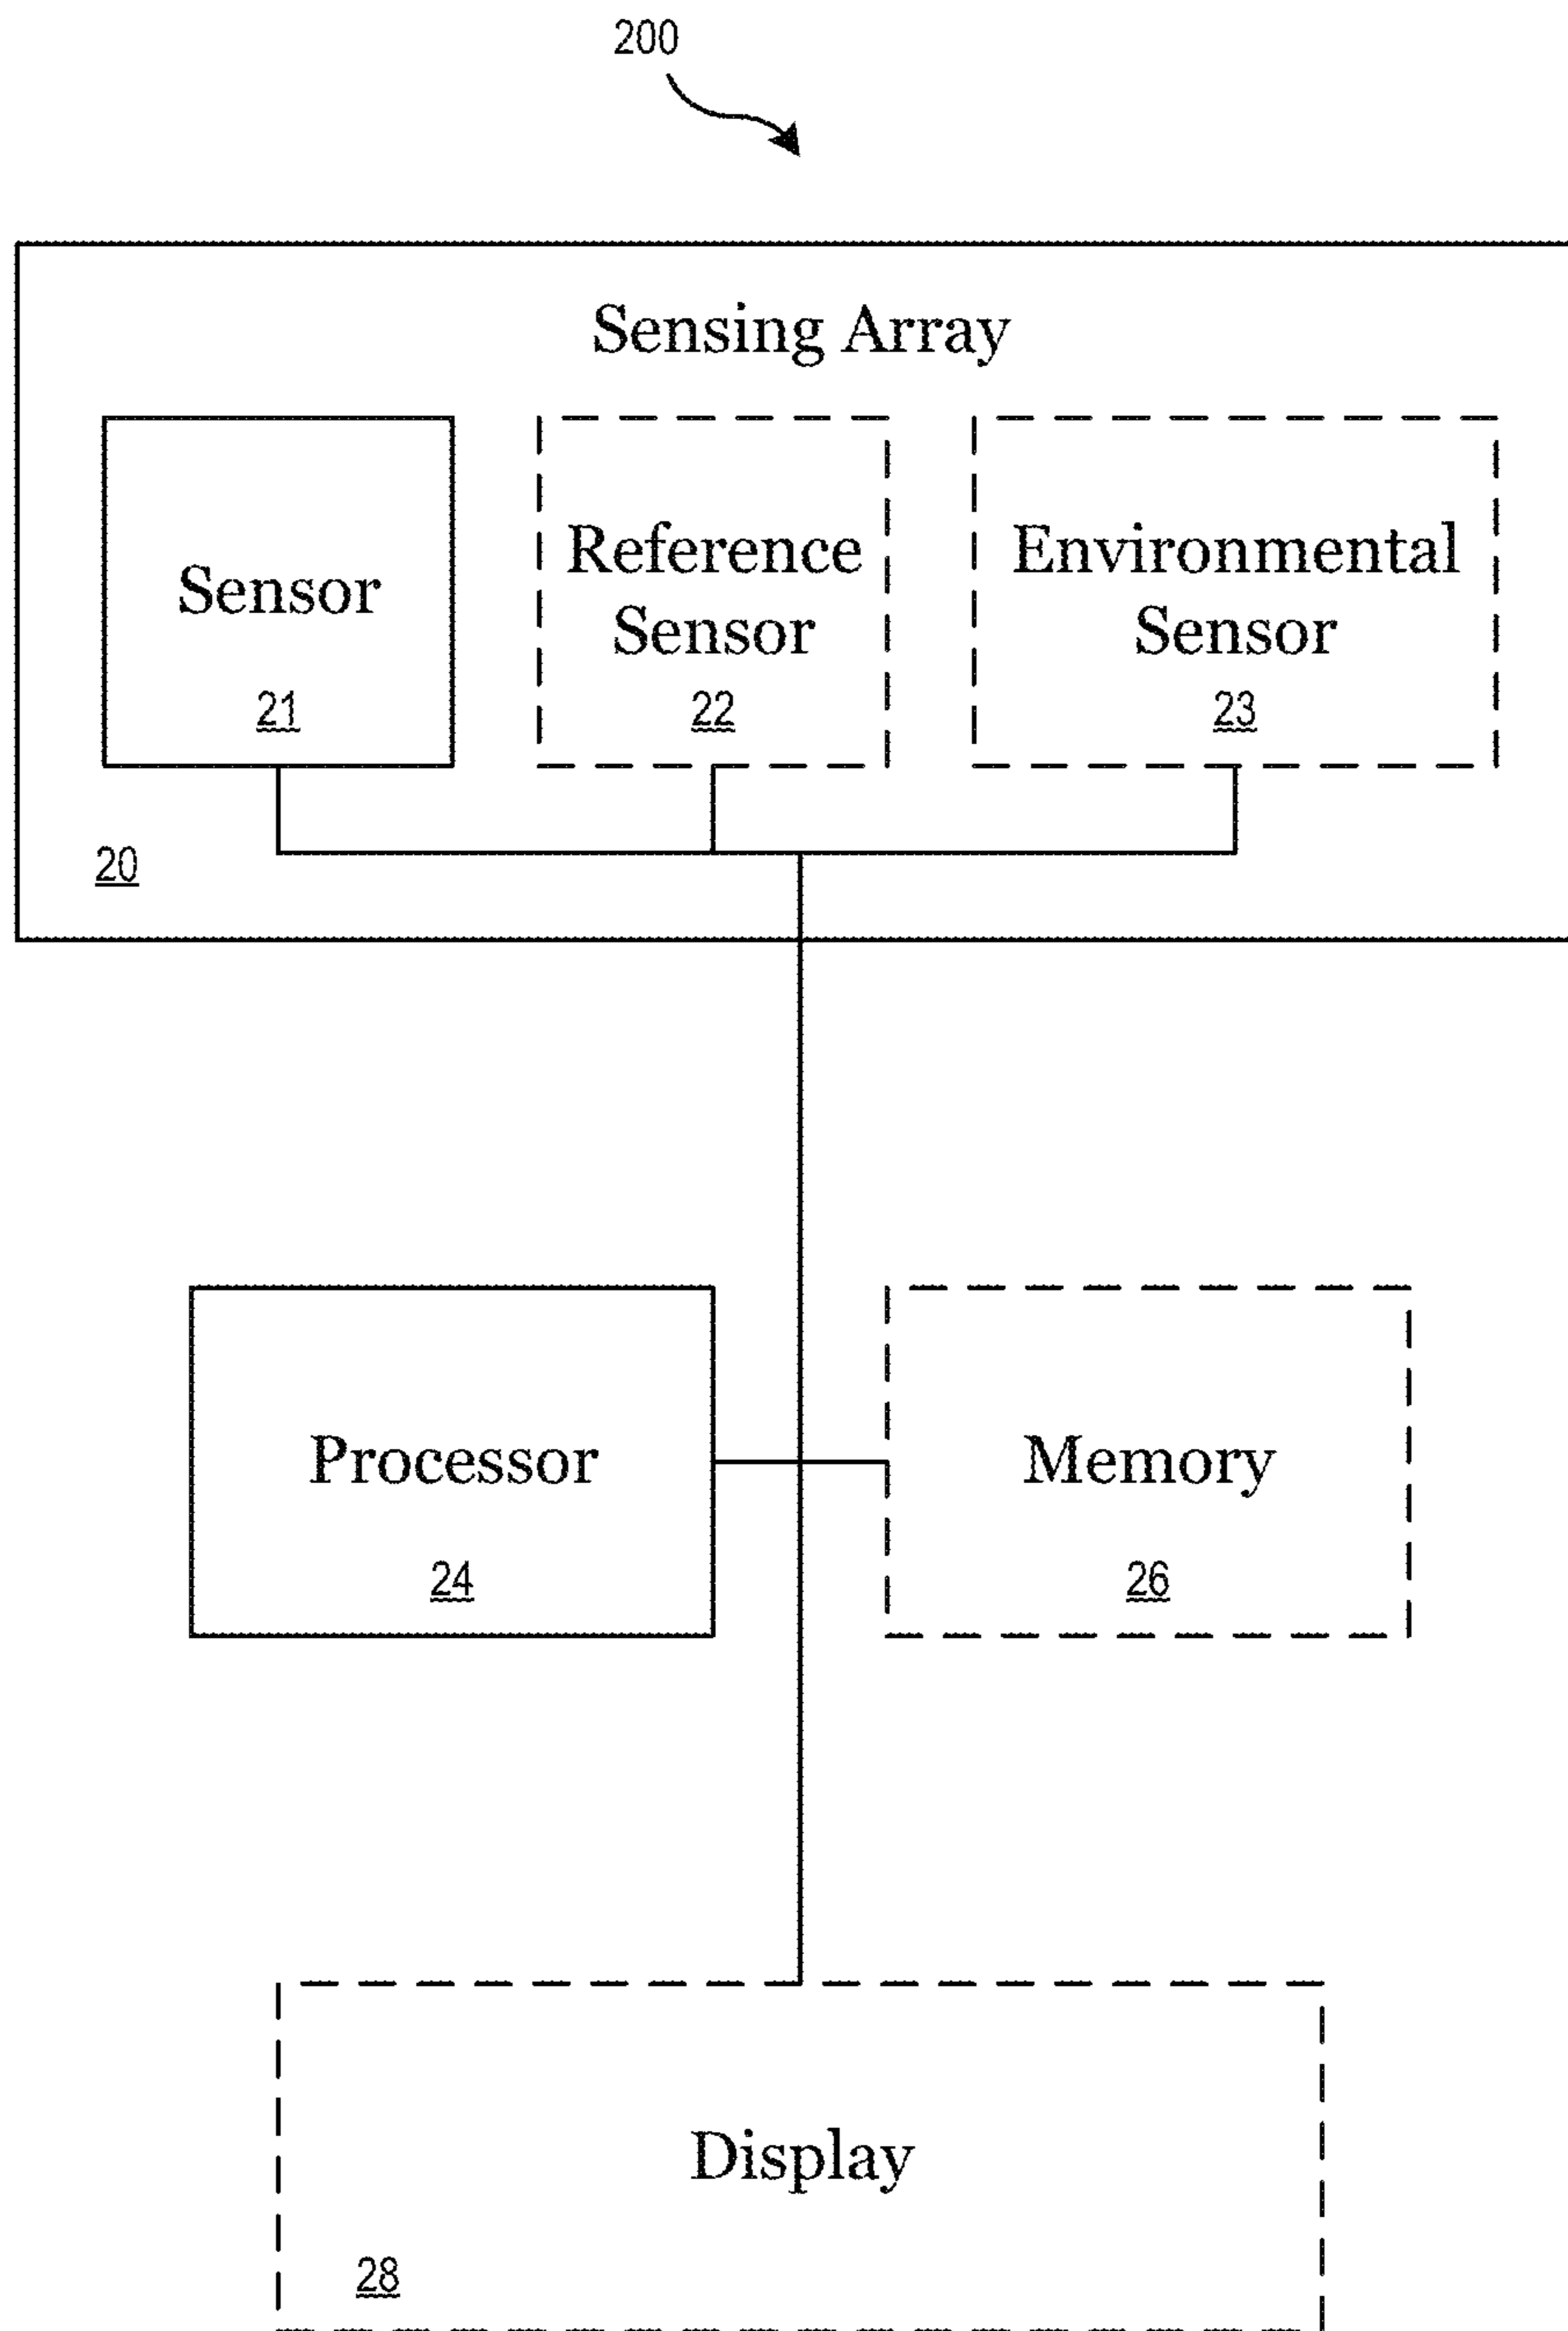 200
Sensing Array
Sensor
21
Reference
Sensor
22
Environmental
Sensor
23
20
Processor
24
Memory
26
Display
28